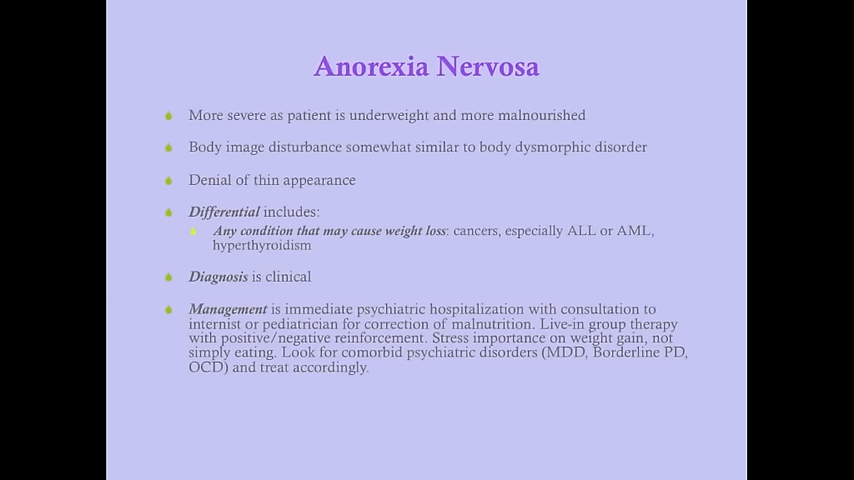 Anorexia Nervosa
More severe as patient is underweight and more malnourished
Body image disturbance somewhat similar to body dysmorphic disorder
Denial of thin appearance
Differential includes:
Any condition that may cause weight loss: cancers, especially ALL or AML,
hyperthyroidism
Diagnosis is clinical
Management is immediate psychiatric hospitalization with consultation to
internist or pediatrician for correction of malnutrition. Live-in group therapy
with positive/negative reinforcement. Stress importance on weight gain, not
simply eating. Look for comorbid psychiatric disorders (MDD, Borderline PD,
OCD) and treat accordingly.